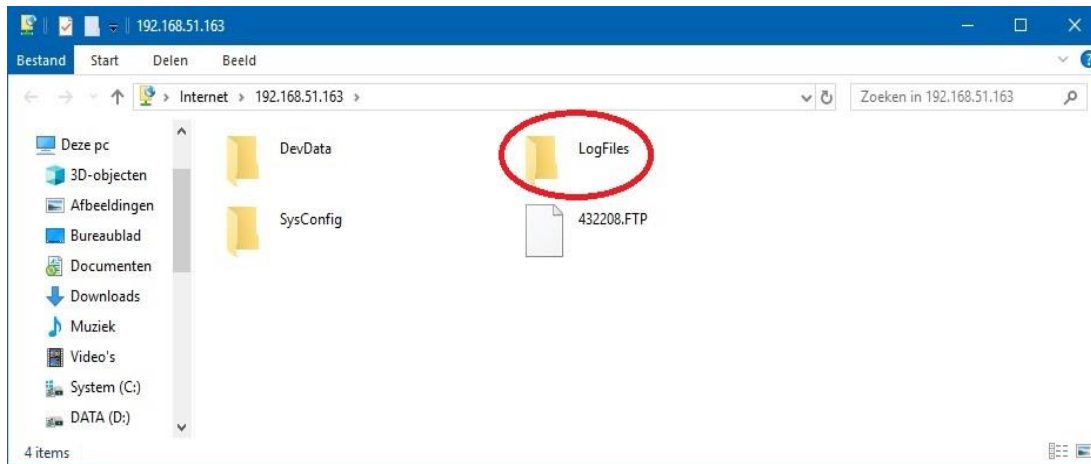 192.168.51.163
Bestand Start Delen Beeld
Internet > 192.168.51.163 >
Zoeken in 192.168.51.163
Deze pc
3D-objecten
Afbeeldingen
Bureaublad
Documenten
Downloads
Muziek
Video's
System (C:)
DATA (D:)
DevData
LogFiles
SysConfig
432208.FTP
4 items